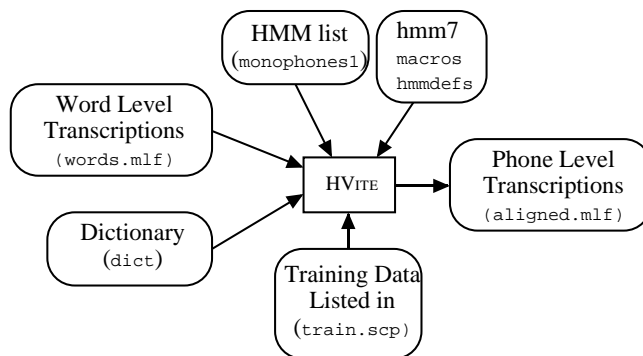 HMM list
(monophones1)
hmm7
macros
hmmdefs
Word Level
Transcriptions
(words.mlf)
HVITE
Phone Level
Transcriptions
(aligned.mlf)
Dictionary
(dict)
Training Data
Listed in
(train.scp)